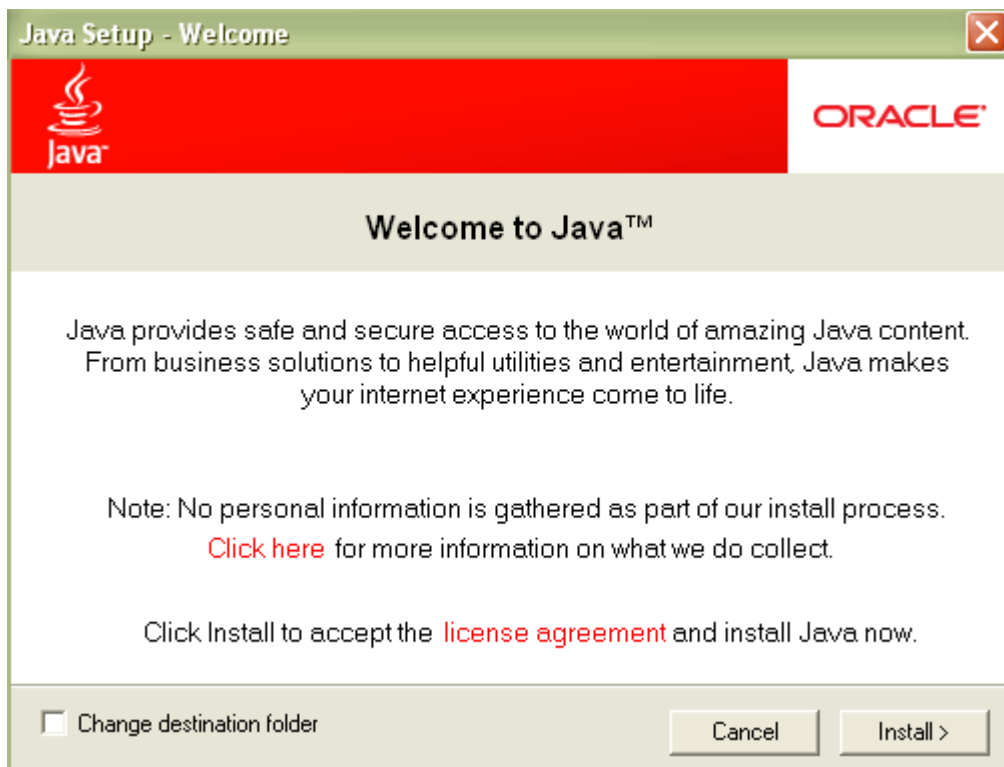 Java Setup - Welcome
Java™
ORACLE®
Welcome to Java™
Java provides safe and secure access to the world of amazing Java content.
From business solutions to helpful utilities and entertainment, Java makes
your internet experience come to life.
Note: No personal information is gathered as part of our install process.
Click here for more information on what we do collect.
Click Install to accept the license agreement and install Java now.
Change destination folder
Cancel
Install >